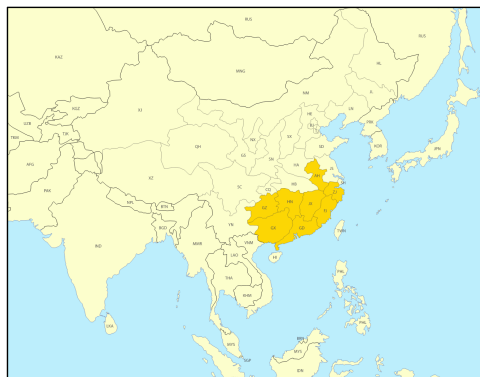 RUS
RUS
KAZ
MNG
HL
JL
UZB
KGZ
XJ
NM
LN
TKM
TJK
PRK
JPN
KOR
HE
BJ
NX
SX
SD
QH
GS
AFG
SN
HA
JS
XZ
AH
SH
PAK
SC
CQ
HB
ZJ
NPL
BTN
GZ
HN
JX
FJ
YN
BGD
GX
GD
TWN
IND
MMR
VNM
LAO
HI
THA
PHL
KHM
LKA
PHL
BRN
MYS
MYS
SGP
IDN